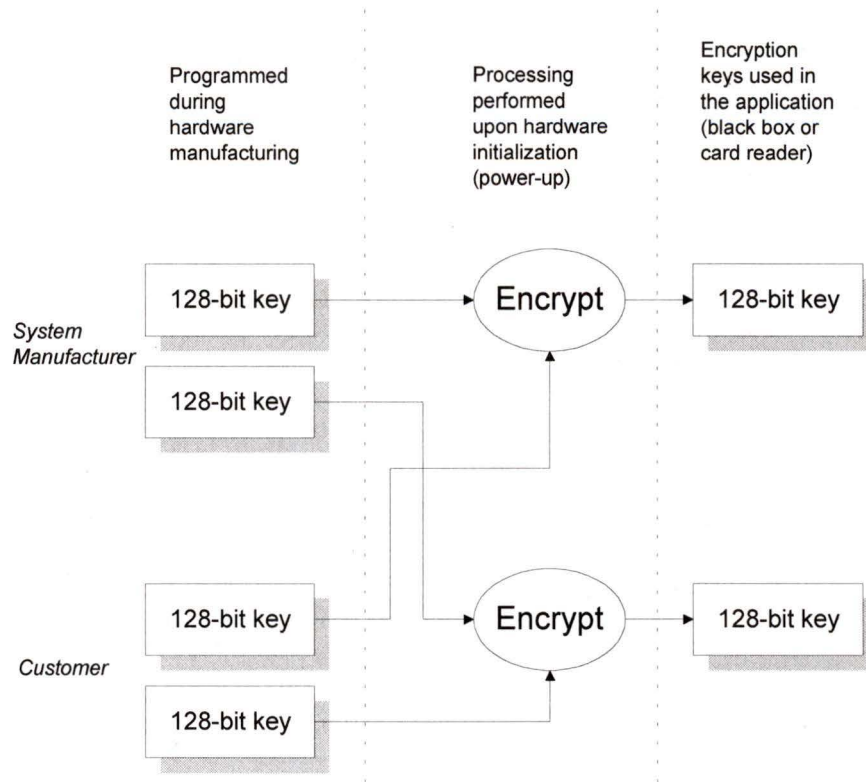 Programmed
during
hardware
manufacturing
Processing
performed
upon hardware
initialization
(power-up)
Encryption
keys used in
the application
(black box or
card reader)
128-bit key
Encrypt
128-bit key
System
Manufacturer
128-bit key
128-bit key
Encrypt
128-bit key
Customer
128-bit key